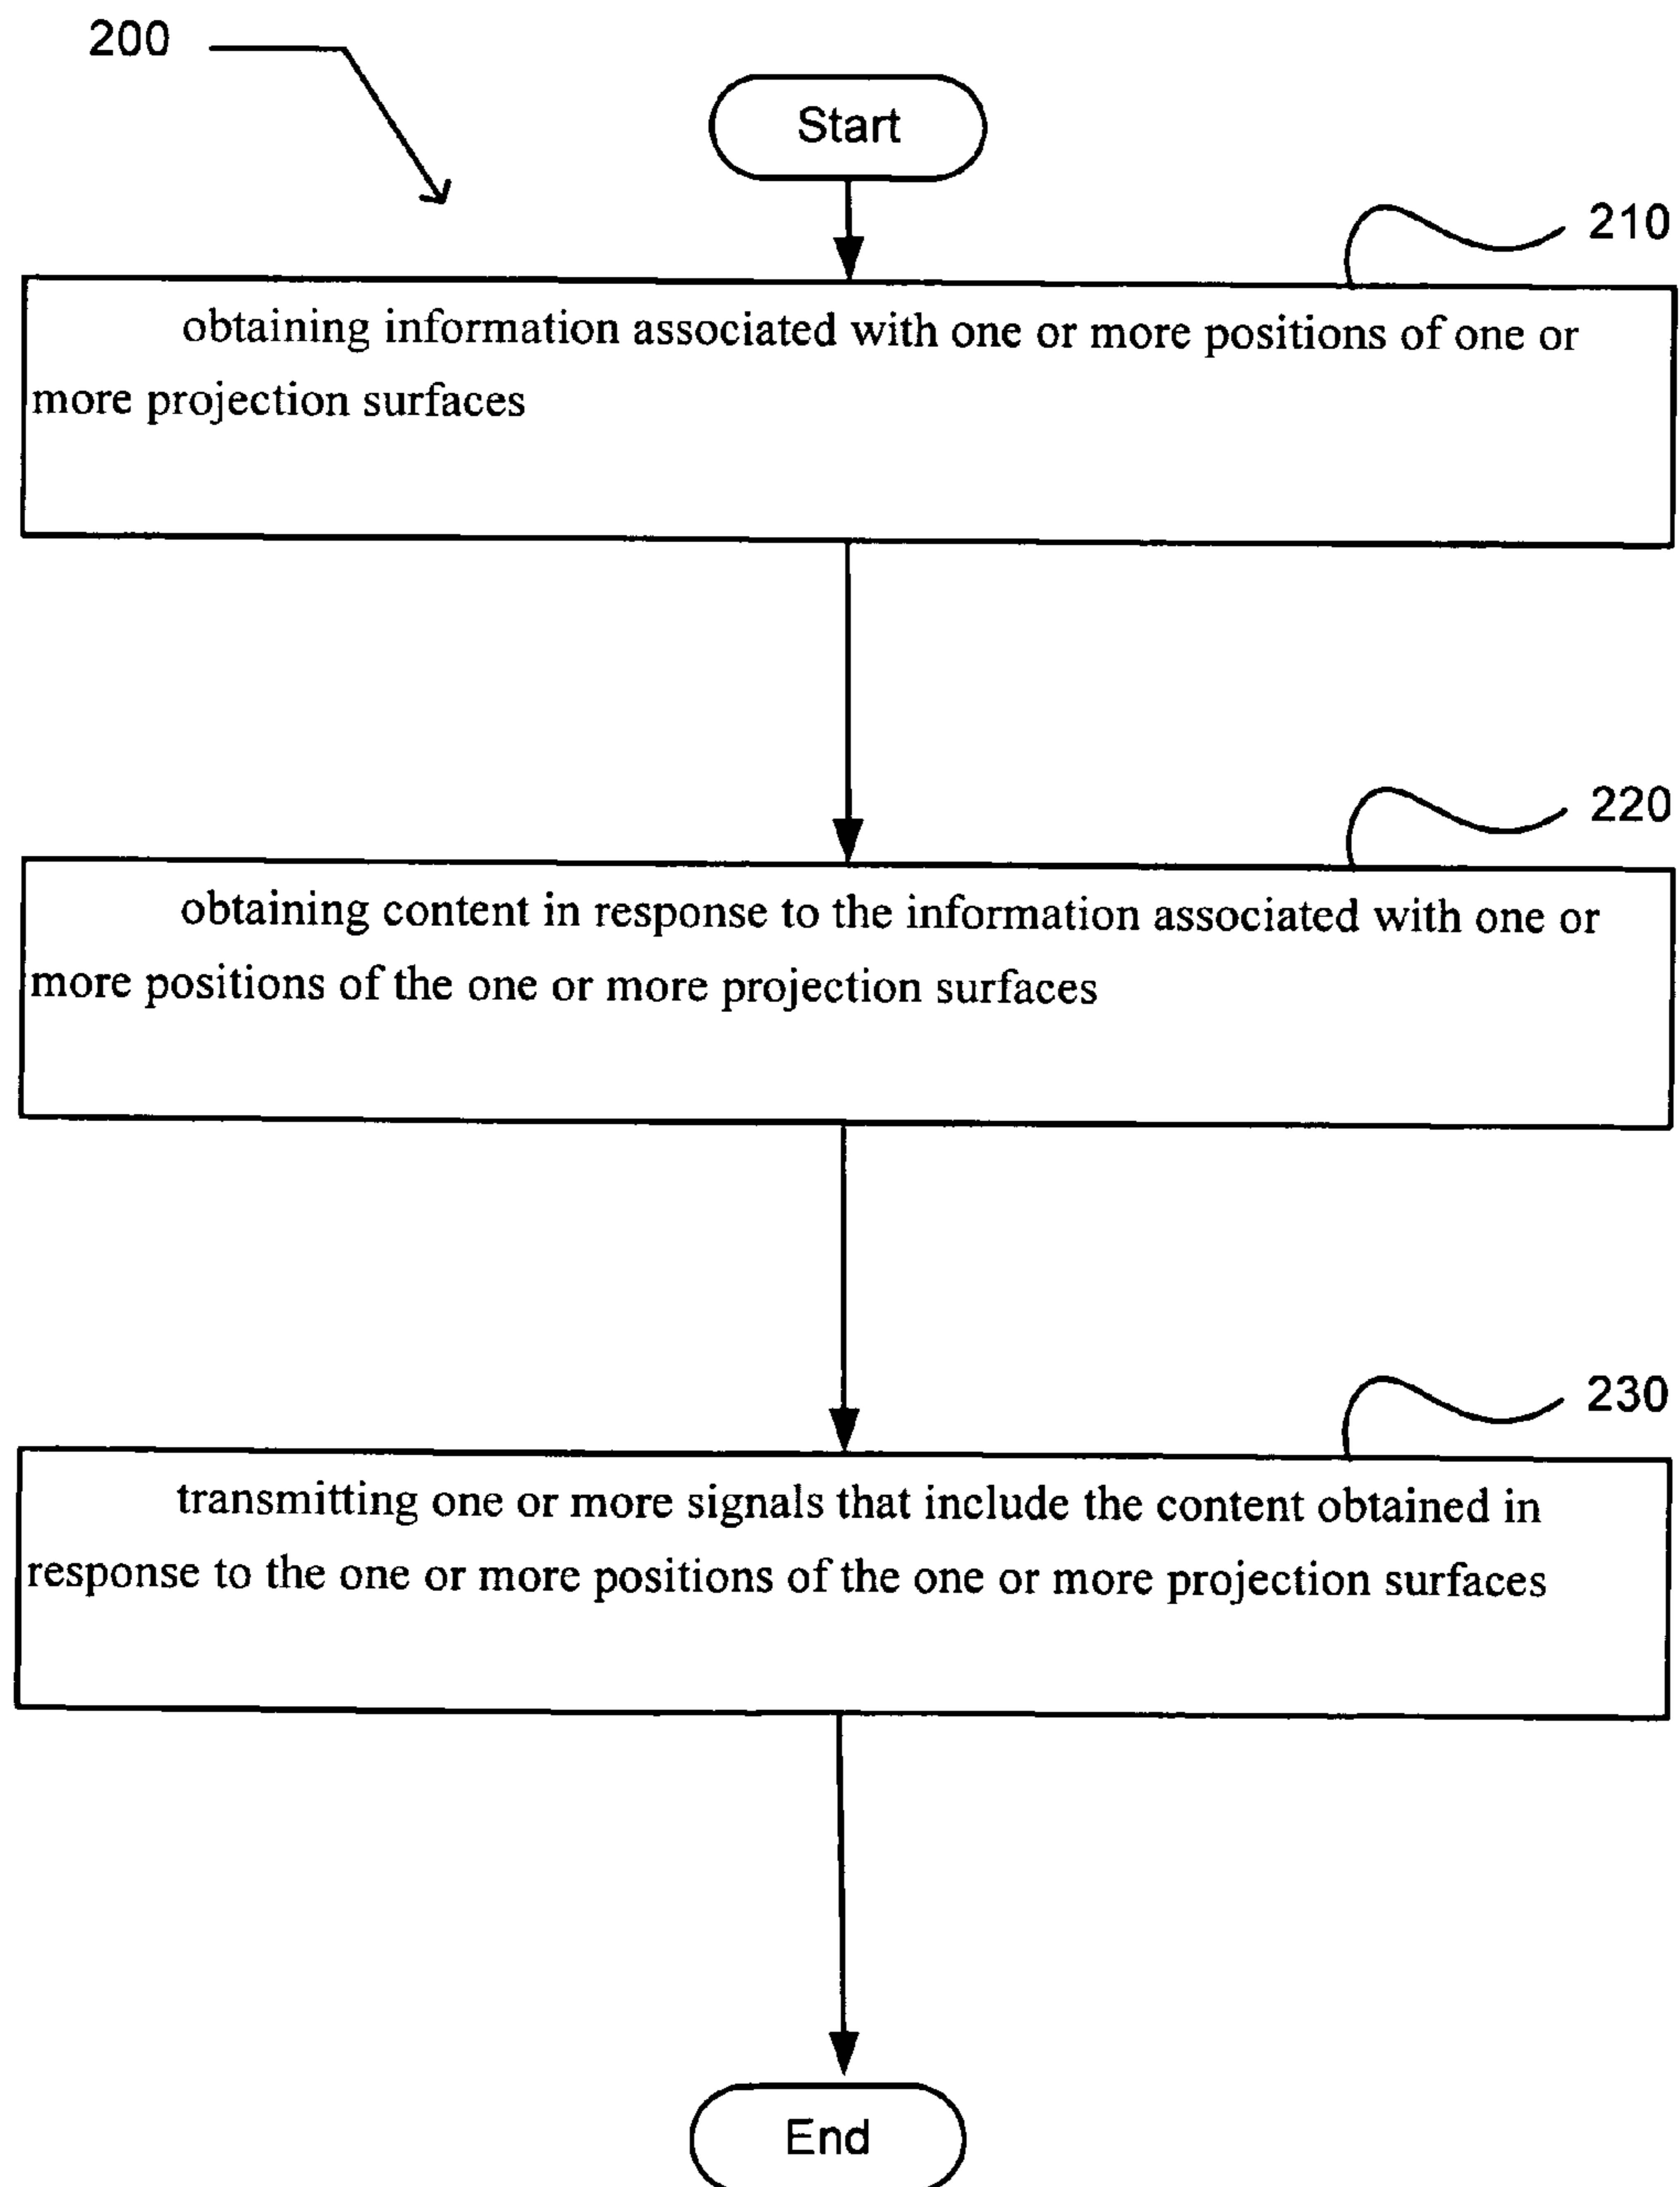 200
Start
210
obtaining information associated with one or more positions of one or
more projection surfaces
220
obtaining content in response to the information associated with one or
more positions of the one or more projection surfaces
230
transmitting one or more signals that include the content obtained in
response to the one or more positions of the one or more projection surfaces
End